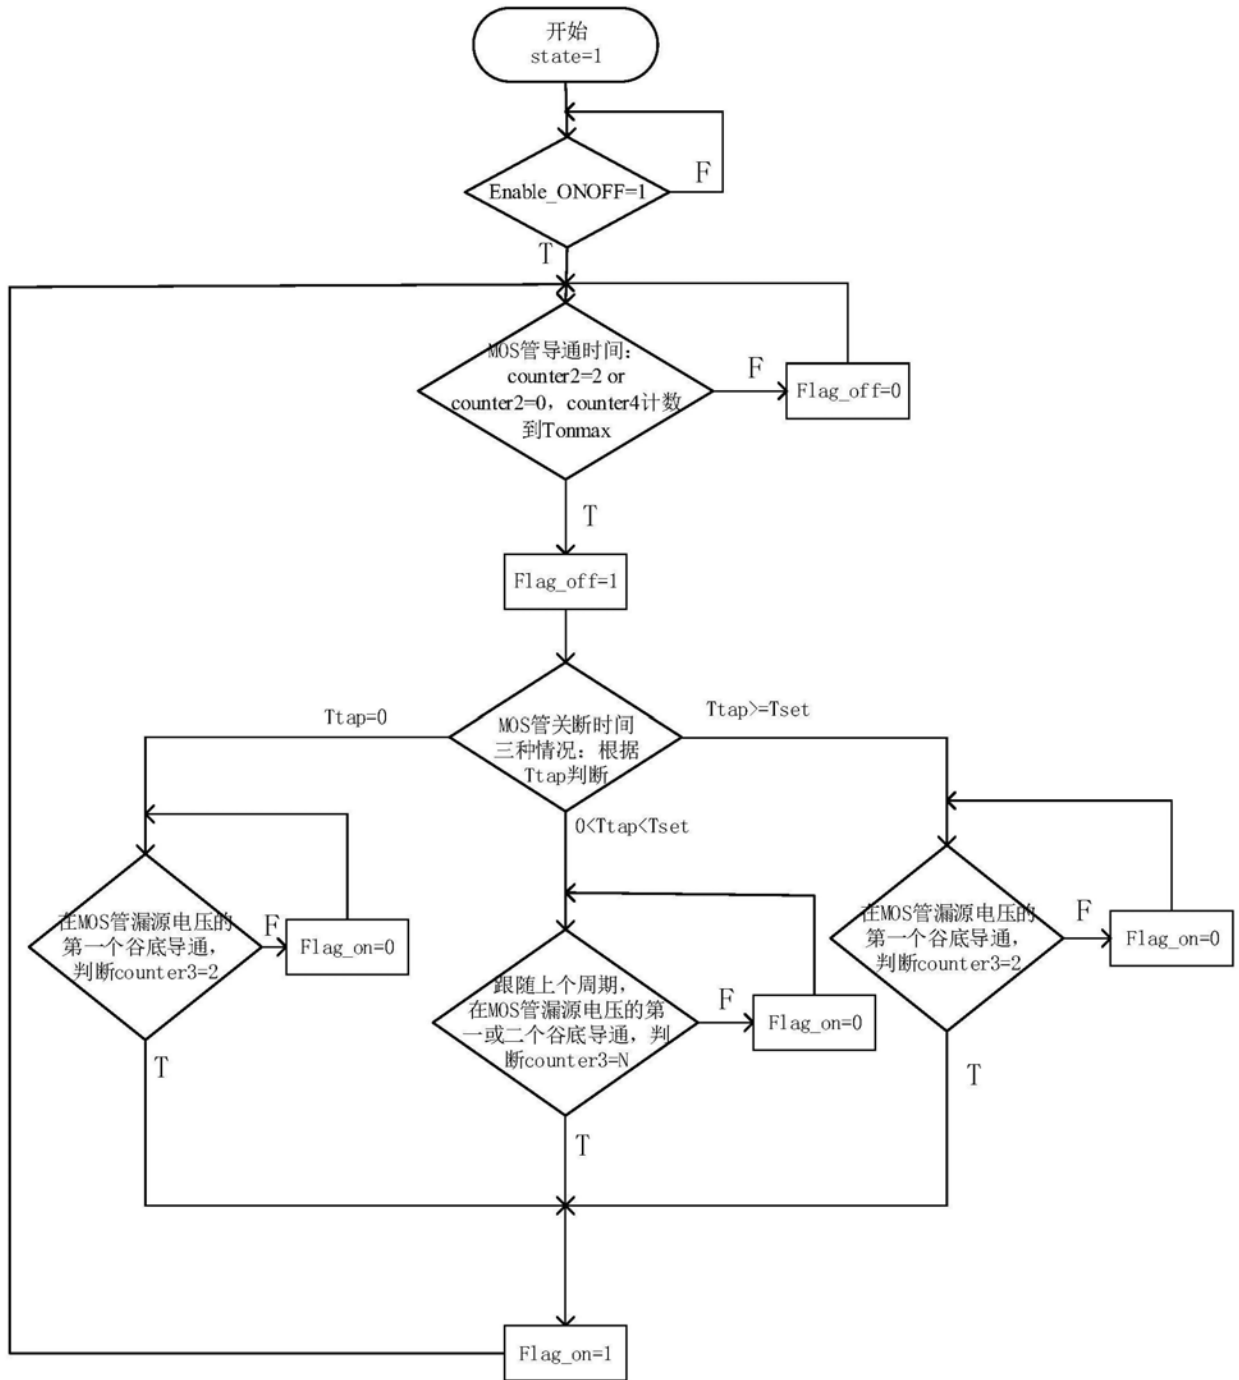 开始
state=1
F
Enable_ONOFF=1
T
MOS管导通时间:
counter2=2 or
counter2=0, counter4计数
到Tonmax
F
Flag_off=0
T
Flag_off=1
Ttap=0
Ttap>=Tset
MOS管关断时间
三种情况: 根据
Ttap判断
0<Ttap<Tset
在MOS管漏源电压的
第一个谷底导通,
判断counter3=2
F
Flag_on=0
T
跟随上个周期,
在MOS管漏源电压的第
一或二个谷底导通, 判
断counter3=N
F
Flag_on=0
T
在MOS管漏源电压的
第一个谷底导通,
判断counter3=2
F
Flag_on=0
T
Flag_on=1